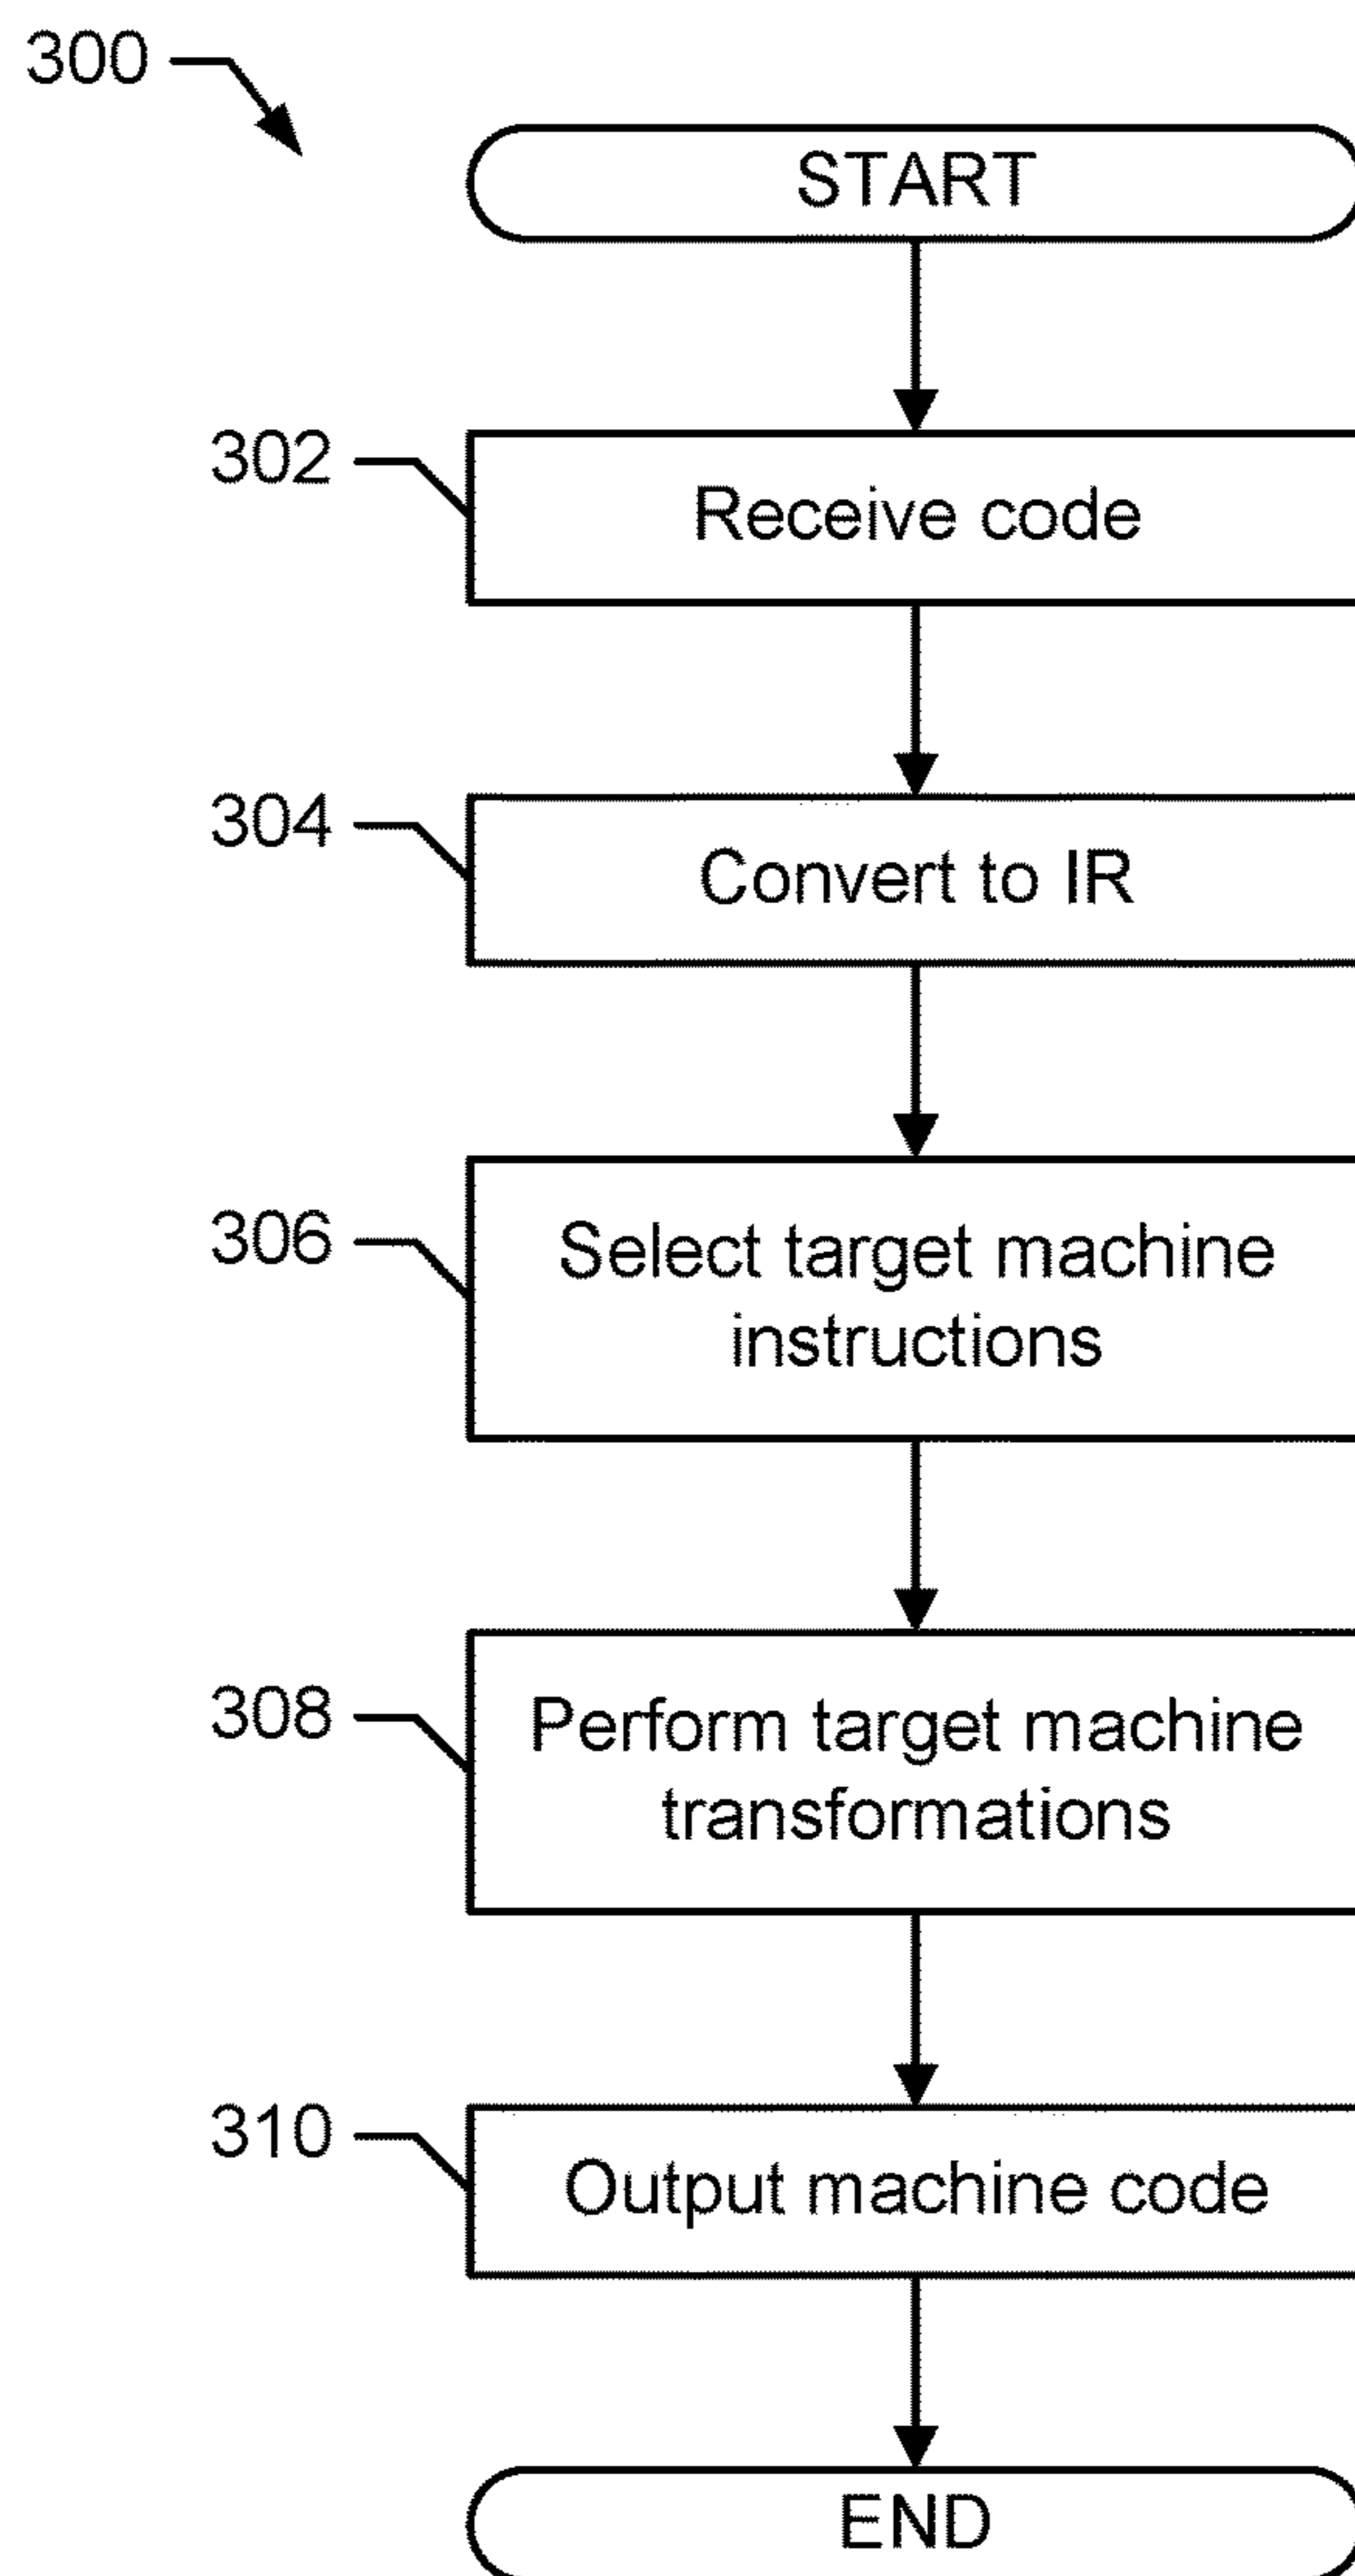 300
START
302
Receive code
304
Convert to IR
306
Select target machine
instructions
308
Perform target machine
transformations
310
Output machine code
END